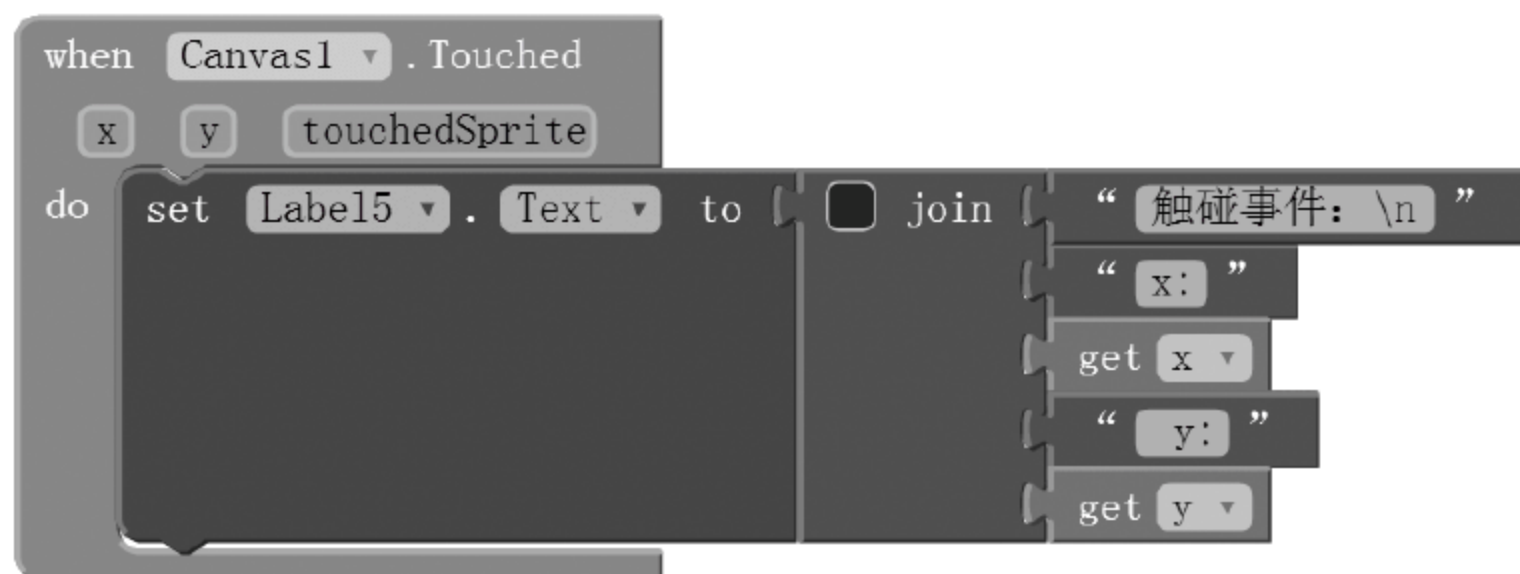 when Canvas1 ▾ .Touched
x y touchedSprite
do set Label5 ▾ . Text ▾ to join “ 触碰事件：\n ”
“ x: ”
get x ▾
“ y: ”
get y ▾